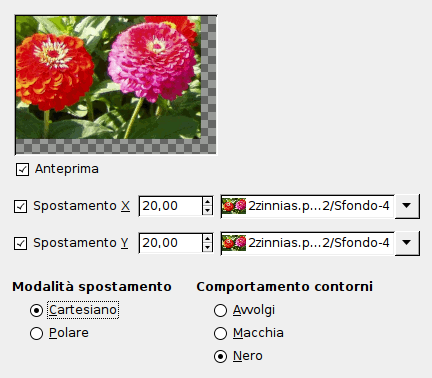 Anteprima
Spostamento X 20,00 2zinnias.p...2/Sfondo-4
Spostamento Y 20,00 2zinnias.p...2/Sfondo-4
Modalità spostamento Comportamento contorni
Cartesiano Avvolgi
Polare Macchia
Nero